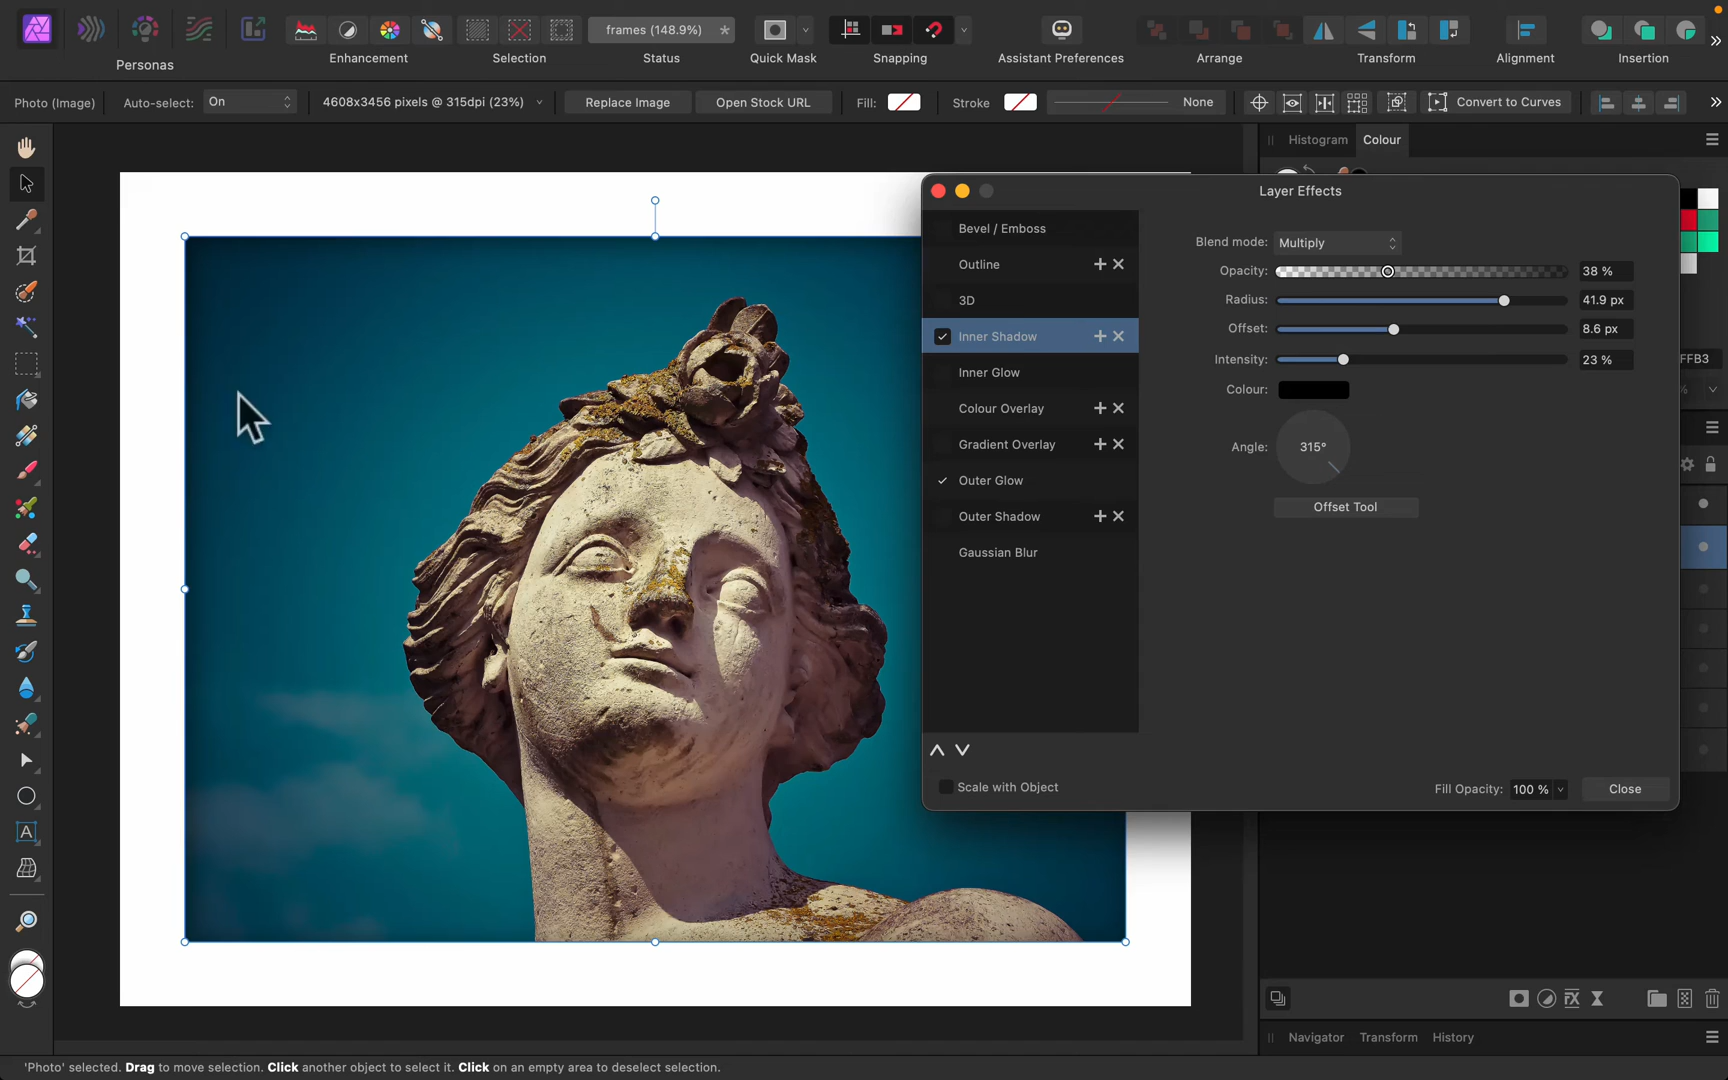 frames (148.9%) *
Personas
Enhancement
Selection
Status
Quick Mask
Snapping
Assistant Preferences
Arrange
Transform
Alignment
Insertion
Photo (Image)
Auto-select:
On
4608x3456 pixels @ 315dpi (23%)
Replace Image
Open Stock URL
Fill:
Stroke
None
Convert to Curves
Histogram
Colour
Layer Effects
Bevel / Emboss
Outline
3D
Inner Shadow
Inner Glow
Colour Overlay
Gradient Overlay
Outer Glow
Outer Shadow
Gaussian Blur
Blend mode: Multiply
Opacity: 38 %
Radius: 41.9 px
Offset: 8.6 px
Intensity: 23 %
Colour:
Angle: 315°
Offset Tool
FFB3
%
Scale with Object
Fill Opacity: 100 %
Close
Navigator
Transform
History
'Photo' selected. Drag to move selection. Click another object to select it. Click on an empty area to deselect selection.